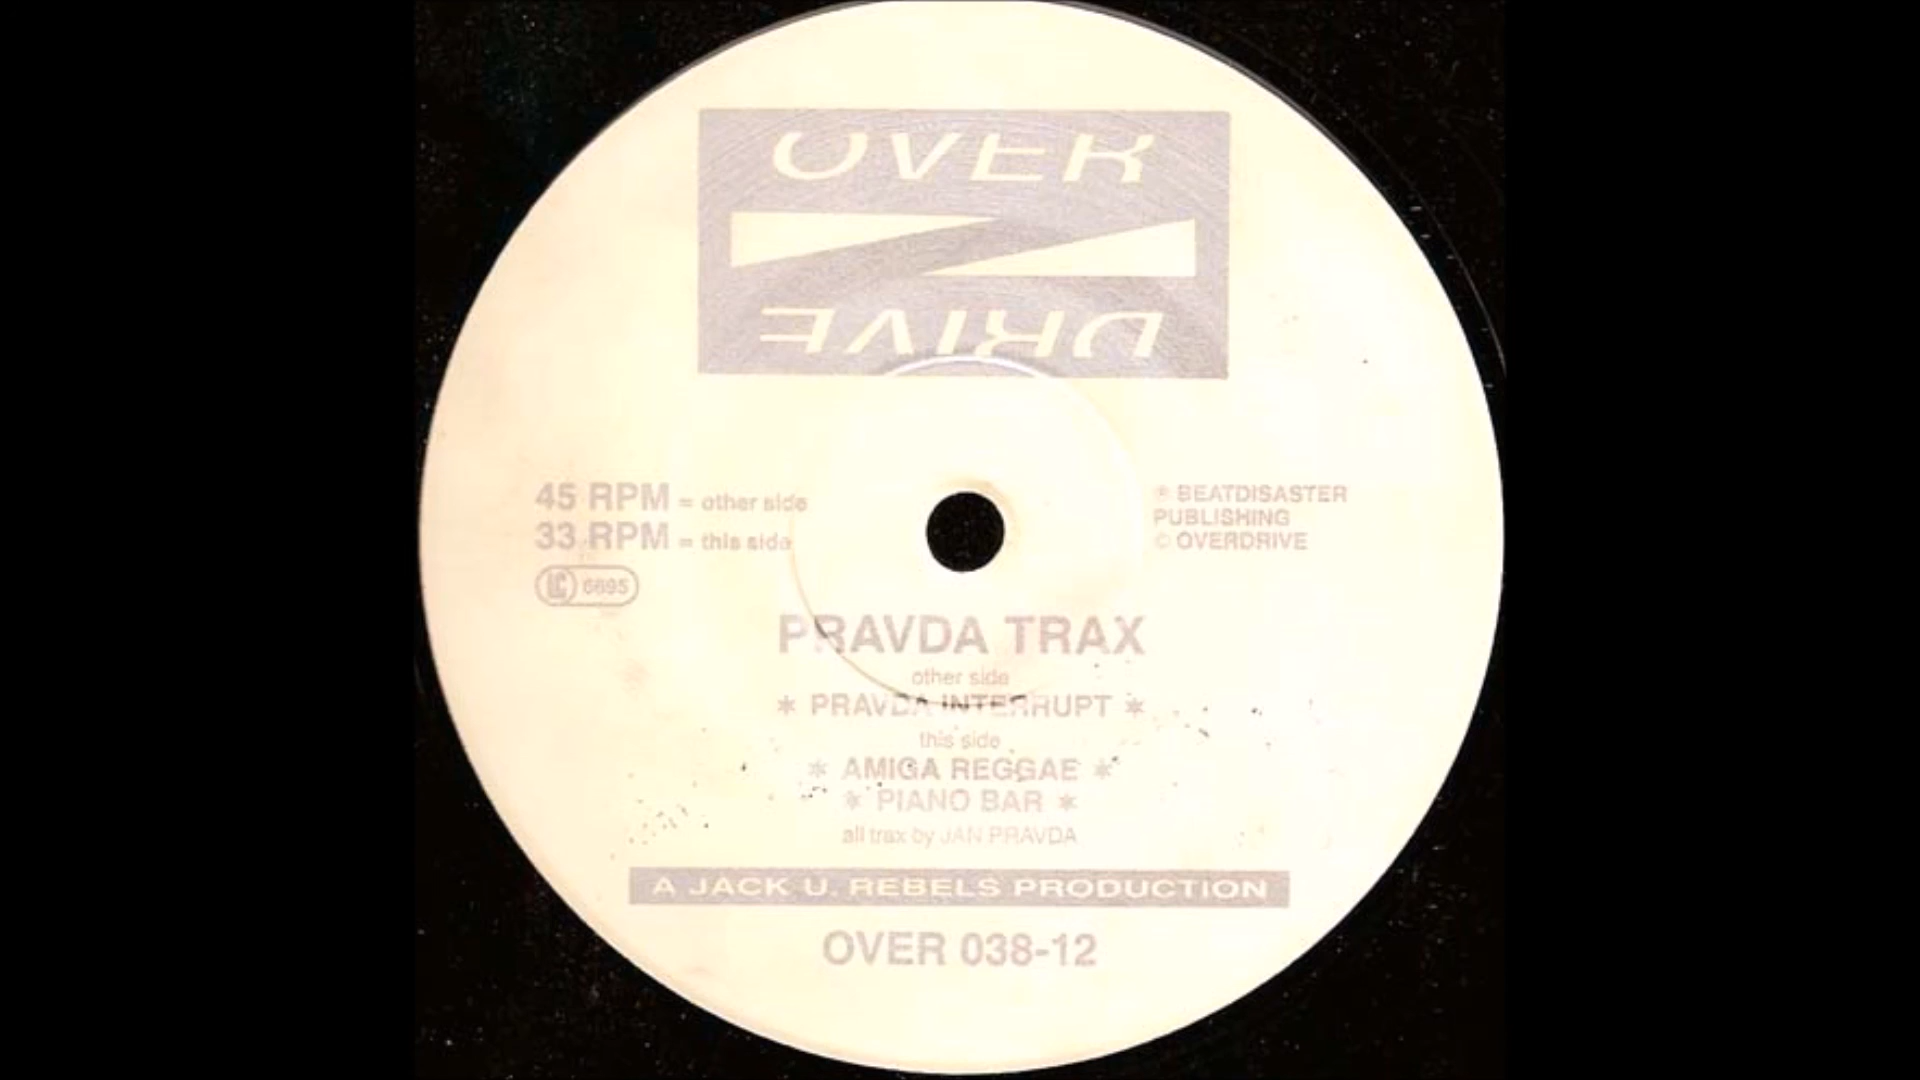 OVER
DRIVE
45 RPM = other side
33 RPM = this side
LC 6695
℗ BEATDISASTER
PUBLISHING
© OVERDRIVE
PRAVDA TRAX
other side
* PRAVDA INTERRUPT *
this side
* AMIGA REGGAE *
* PIANO BAR *
all trax by JAN PRAVDA
A JACK U. REBELS PRODUCTION
OVER 038-12